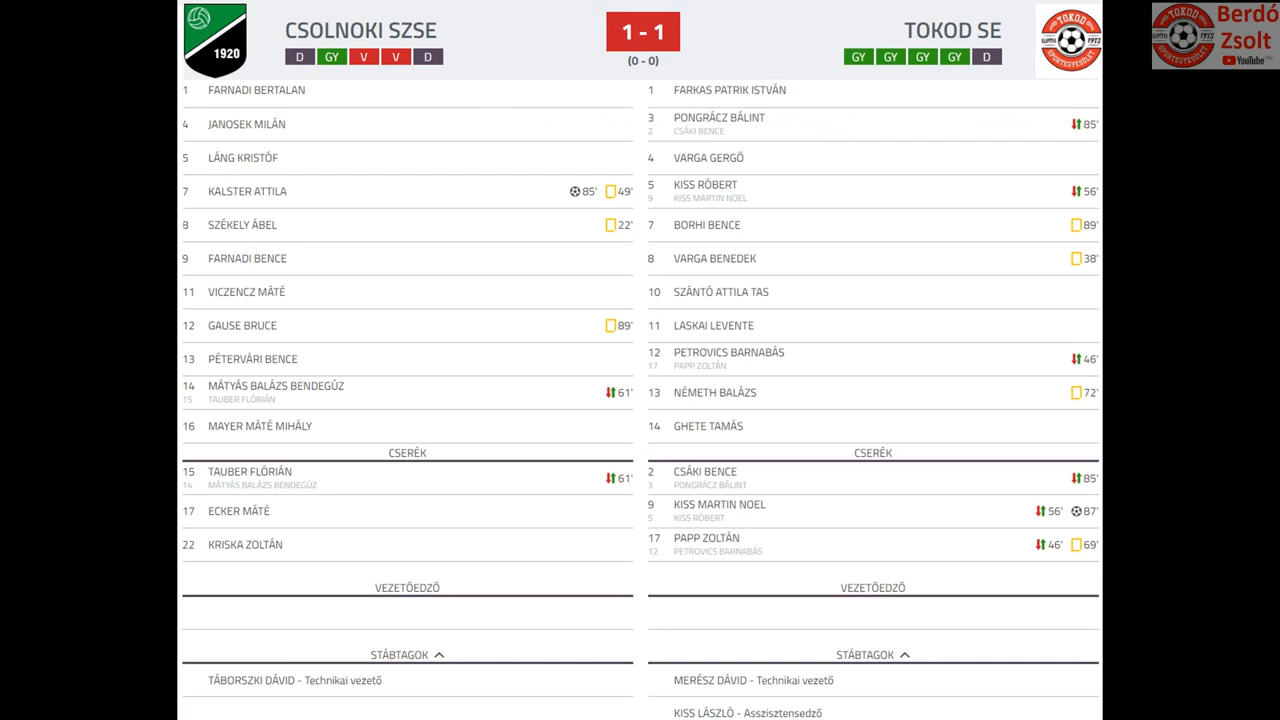 1920
CSOLNOKI SZSE
D GY V V D
1 - 1
(0 - 0)
TOKOD SE
GY GY GY GY D
TOKOD
1973
Berdó
Zsolt
YouTube HU
1 FARNADI BERTALAN
4 JANOSEK MILÁN
5 LÁNG KRISTÓF
7 KALSTER ATTILA 85' 49'
8 SZÉKELY ÁBEL 22'
9 FARNADI BENCE
11 VICZENCZ MÁTÉ
12 GAUSE BRUCE 89'
13 PÉTERVÁRI BENCE
14 MÁTYÁS BALÁZS BENDEGÚZ 61'
15 TAUBER FLÓRIÁN
16 MAYER MÁTÉ MIHÁLY
CSERÉK
15 TAUBER FLÓRIÁN 61'
14 MÁTYÁS BALÁZS BENDEGÚZ
17 ECKER MÁTÉ
22 KRISKA ZOLTÁN
VEZETŐEDZŐ
STÁBTAGOK
TÁBORSZKI DÁVID - Technikai vezető
1 FARKAS PATRIK ISTVÁN
3 PONGRÁCZ BÁLINT 85'
2 CSÁKI BENCE
4 VARGA GERGŐ
5 KISS RÓBERT 56'
9 KISS MARTIN NOEL
7 BORHI BENCE 89'
8 VARGA BENEDEK 38'
10 SZÁNTÓ ATTILA TAS
11 LASKAI LEVENTE
12 PETROVICS BARNABÁS 46'
17 PAPP ZOLTÁN
13 NÉMETH BALÁZS 72'
14 GHETE TAMÁS
CSERÉK
2 CSÁKI BENCE 85'
3 PONGRÁCZ BÁLINT
9 KISS MARTIN NOEL 56' 87'
5 KISS RÓBERT
17 PAPP ZOLTÁN 46' 69'
12 PETROVICS BARNABÁS
VEZETŐEDZŐ
STÁBTAGOK
MERÉSZ DÁVID - Technikai vezető
KISS LÁSZLÓ - Asszisztensedző